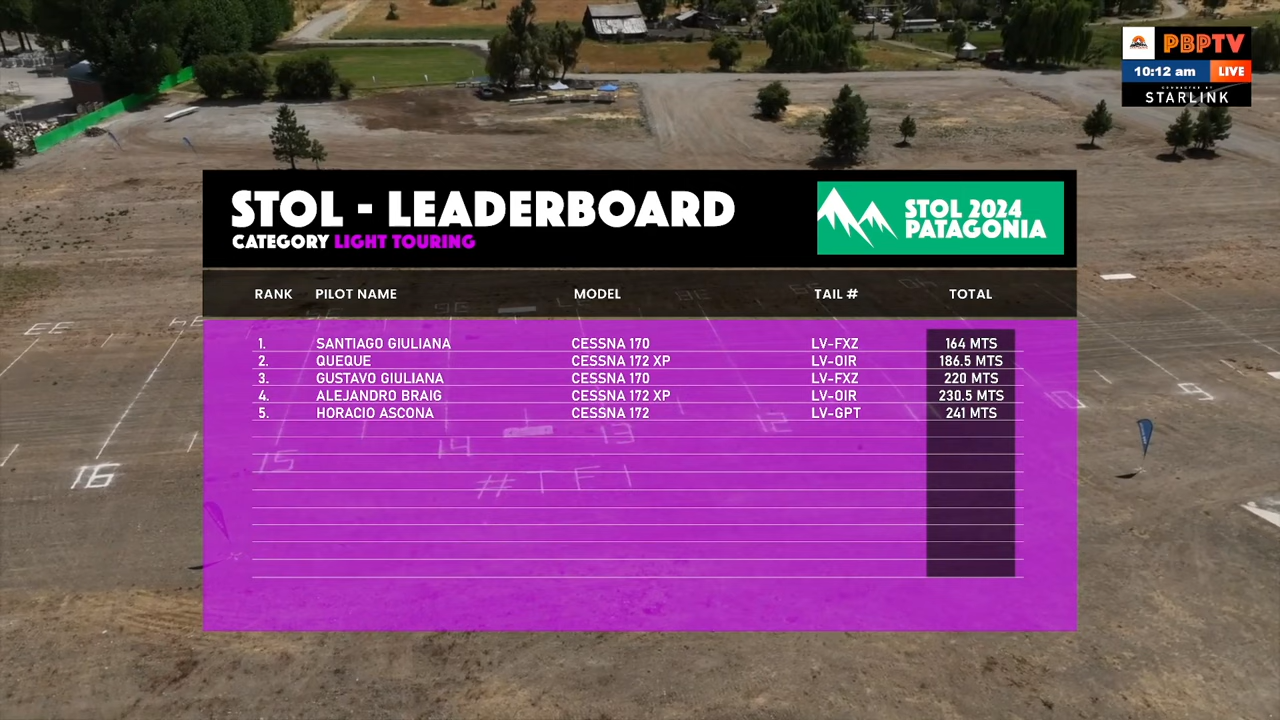 PBPTV
10:12 am LIVE
STARLINK
STOL - LEADERBOARD
CATEGORY LIGHT TOURING
STOL 2024
PATAGONIA
RANK PILOT NAME MODEL TAIL # TOTAL
1. SANTIAGO GIULIANA CESSNA 170 LV-FXZ 164 MTS
2. QUEQUE CESSNA 172 XP LV-OIR 186.5 MTS
3. GUSTAVO GIULIANA CESSNA 170 LV-FXZ 220 MTS
4. ALEJANDRO BRAIG CESSNA 172 XP LV-OIR 230.5 MTS
5. HORACIO ASCONA CESSNA 172 LV-GPT 241 MTS
33
9
16 15 14 13 12 10
#TF1